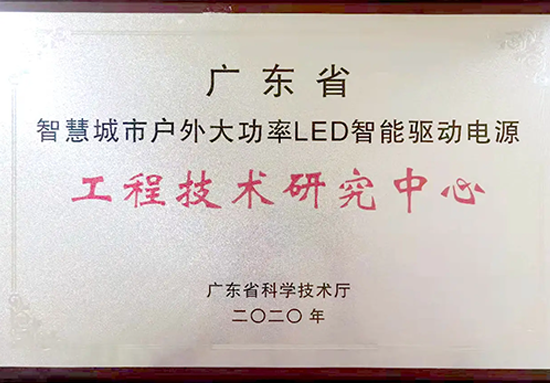 广东省
智慧城市户外大功率LED智能驱动电源
工程技术研究中心
广东省科学技术厅
二〇二〇年